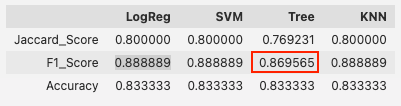 LogReg SVM Tree KNN
Jaccard_Score 0.800000 0.800000 0.769231 0.800000
F1_Score 0.888889 0.888889 0.869565 0.888889
Accuracy 0.833333 0.833333 0.833333 0.833333